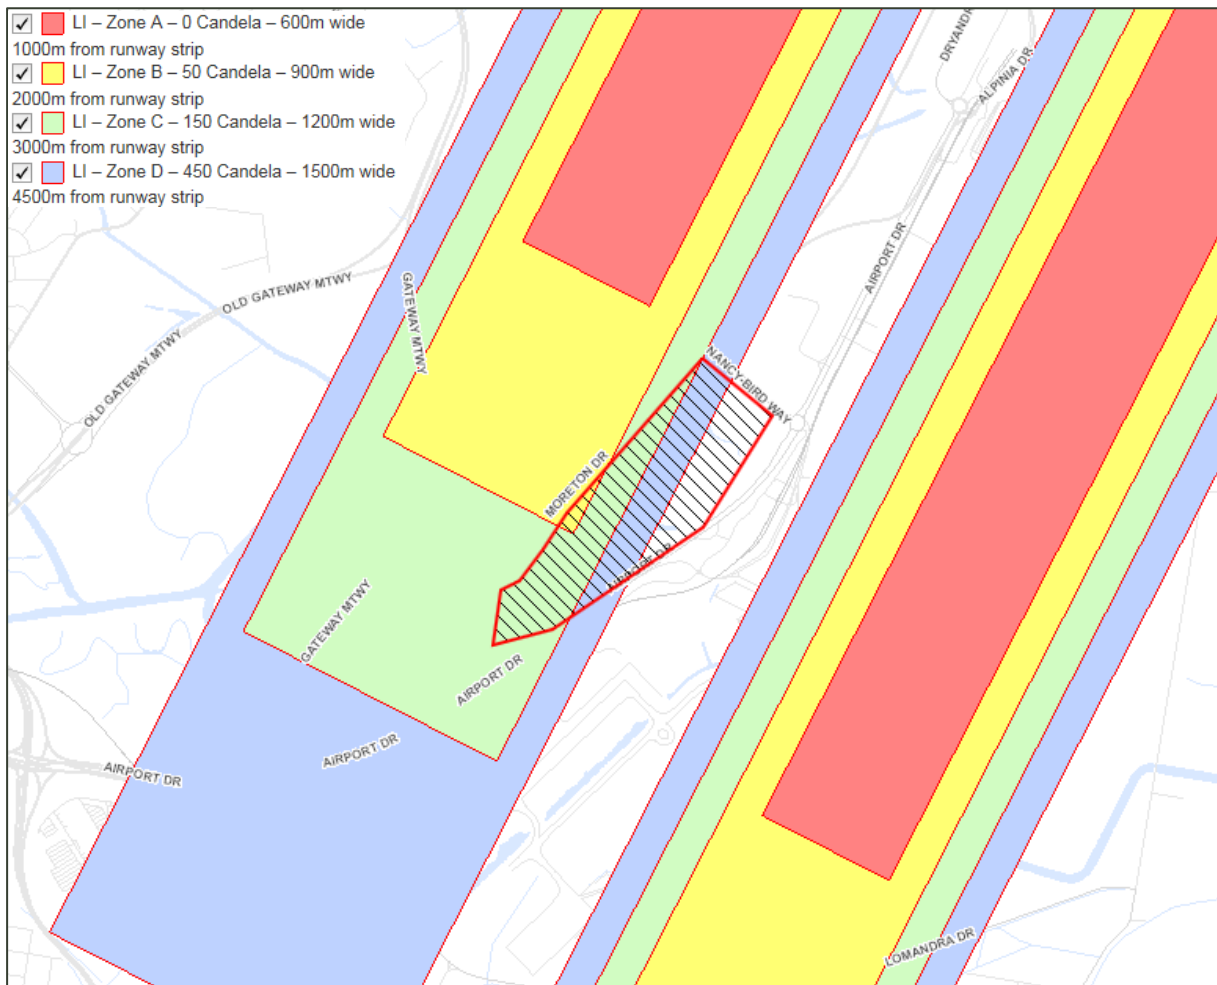 LI – Zone A – 0 Candela – 600m wide
1000m from runway strip
LI – Zone B – 50 Candela – 900m wide
2000m from runway strip
LI – Zone C – 150 Candela – 1200m wide
3000m from runway strip
LI – Zone D – 450 Candela – 1500m wide
4500m from runway strip
ALPINIA DR
AIRPORT DR
OLD GATEWAY MTWY
GATEWAY MTWY
OLD GATEWAY MTWY
NANCY-BIRD WAY
MORETON DR
GATEWAY MTWY
AIRPORT DR
AIRPORT DR
AIRPORT DR
LOMANDRA DR